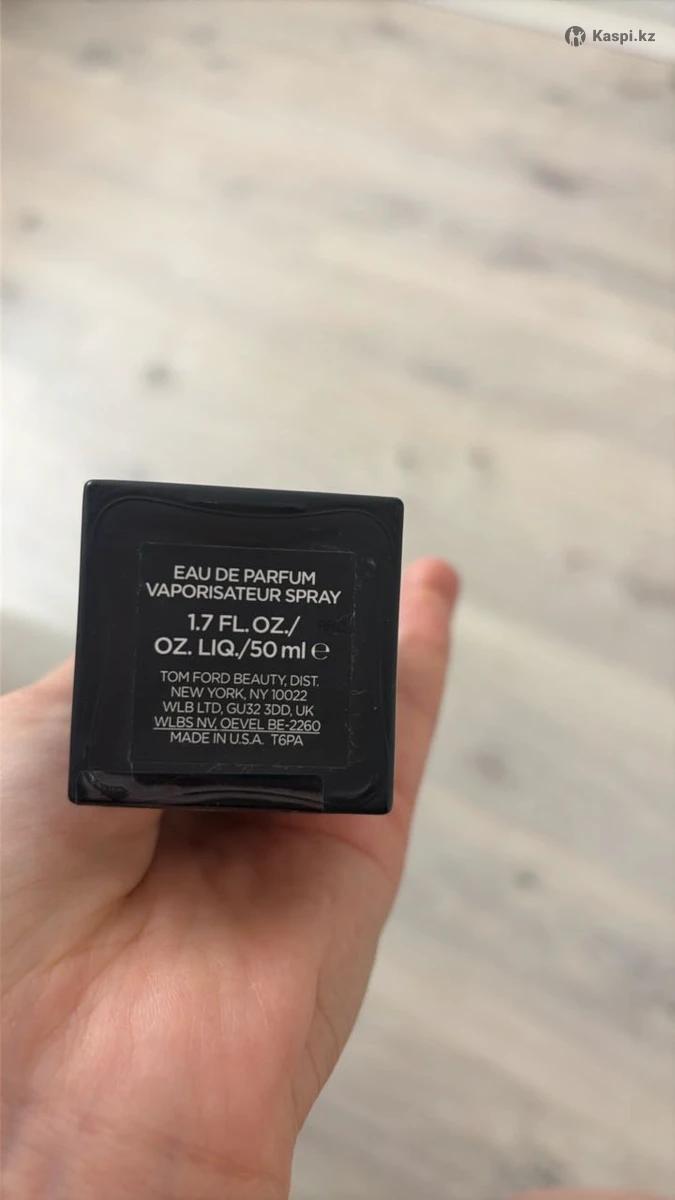 Kaspi.kz
EAU DE PARFUM
VAPORISATEUR SPRAY
1.7 FL. OZ./
OZ. LIQ./50 ml ℮
TOM FORD BEAUTY, DIST.
NEW YORK, NY 10022
WLB LTD, GU32 3DD, UK
WLBS NV, OEVEL BE-2260
MADE IN U.S.A. T6PA